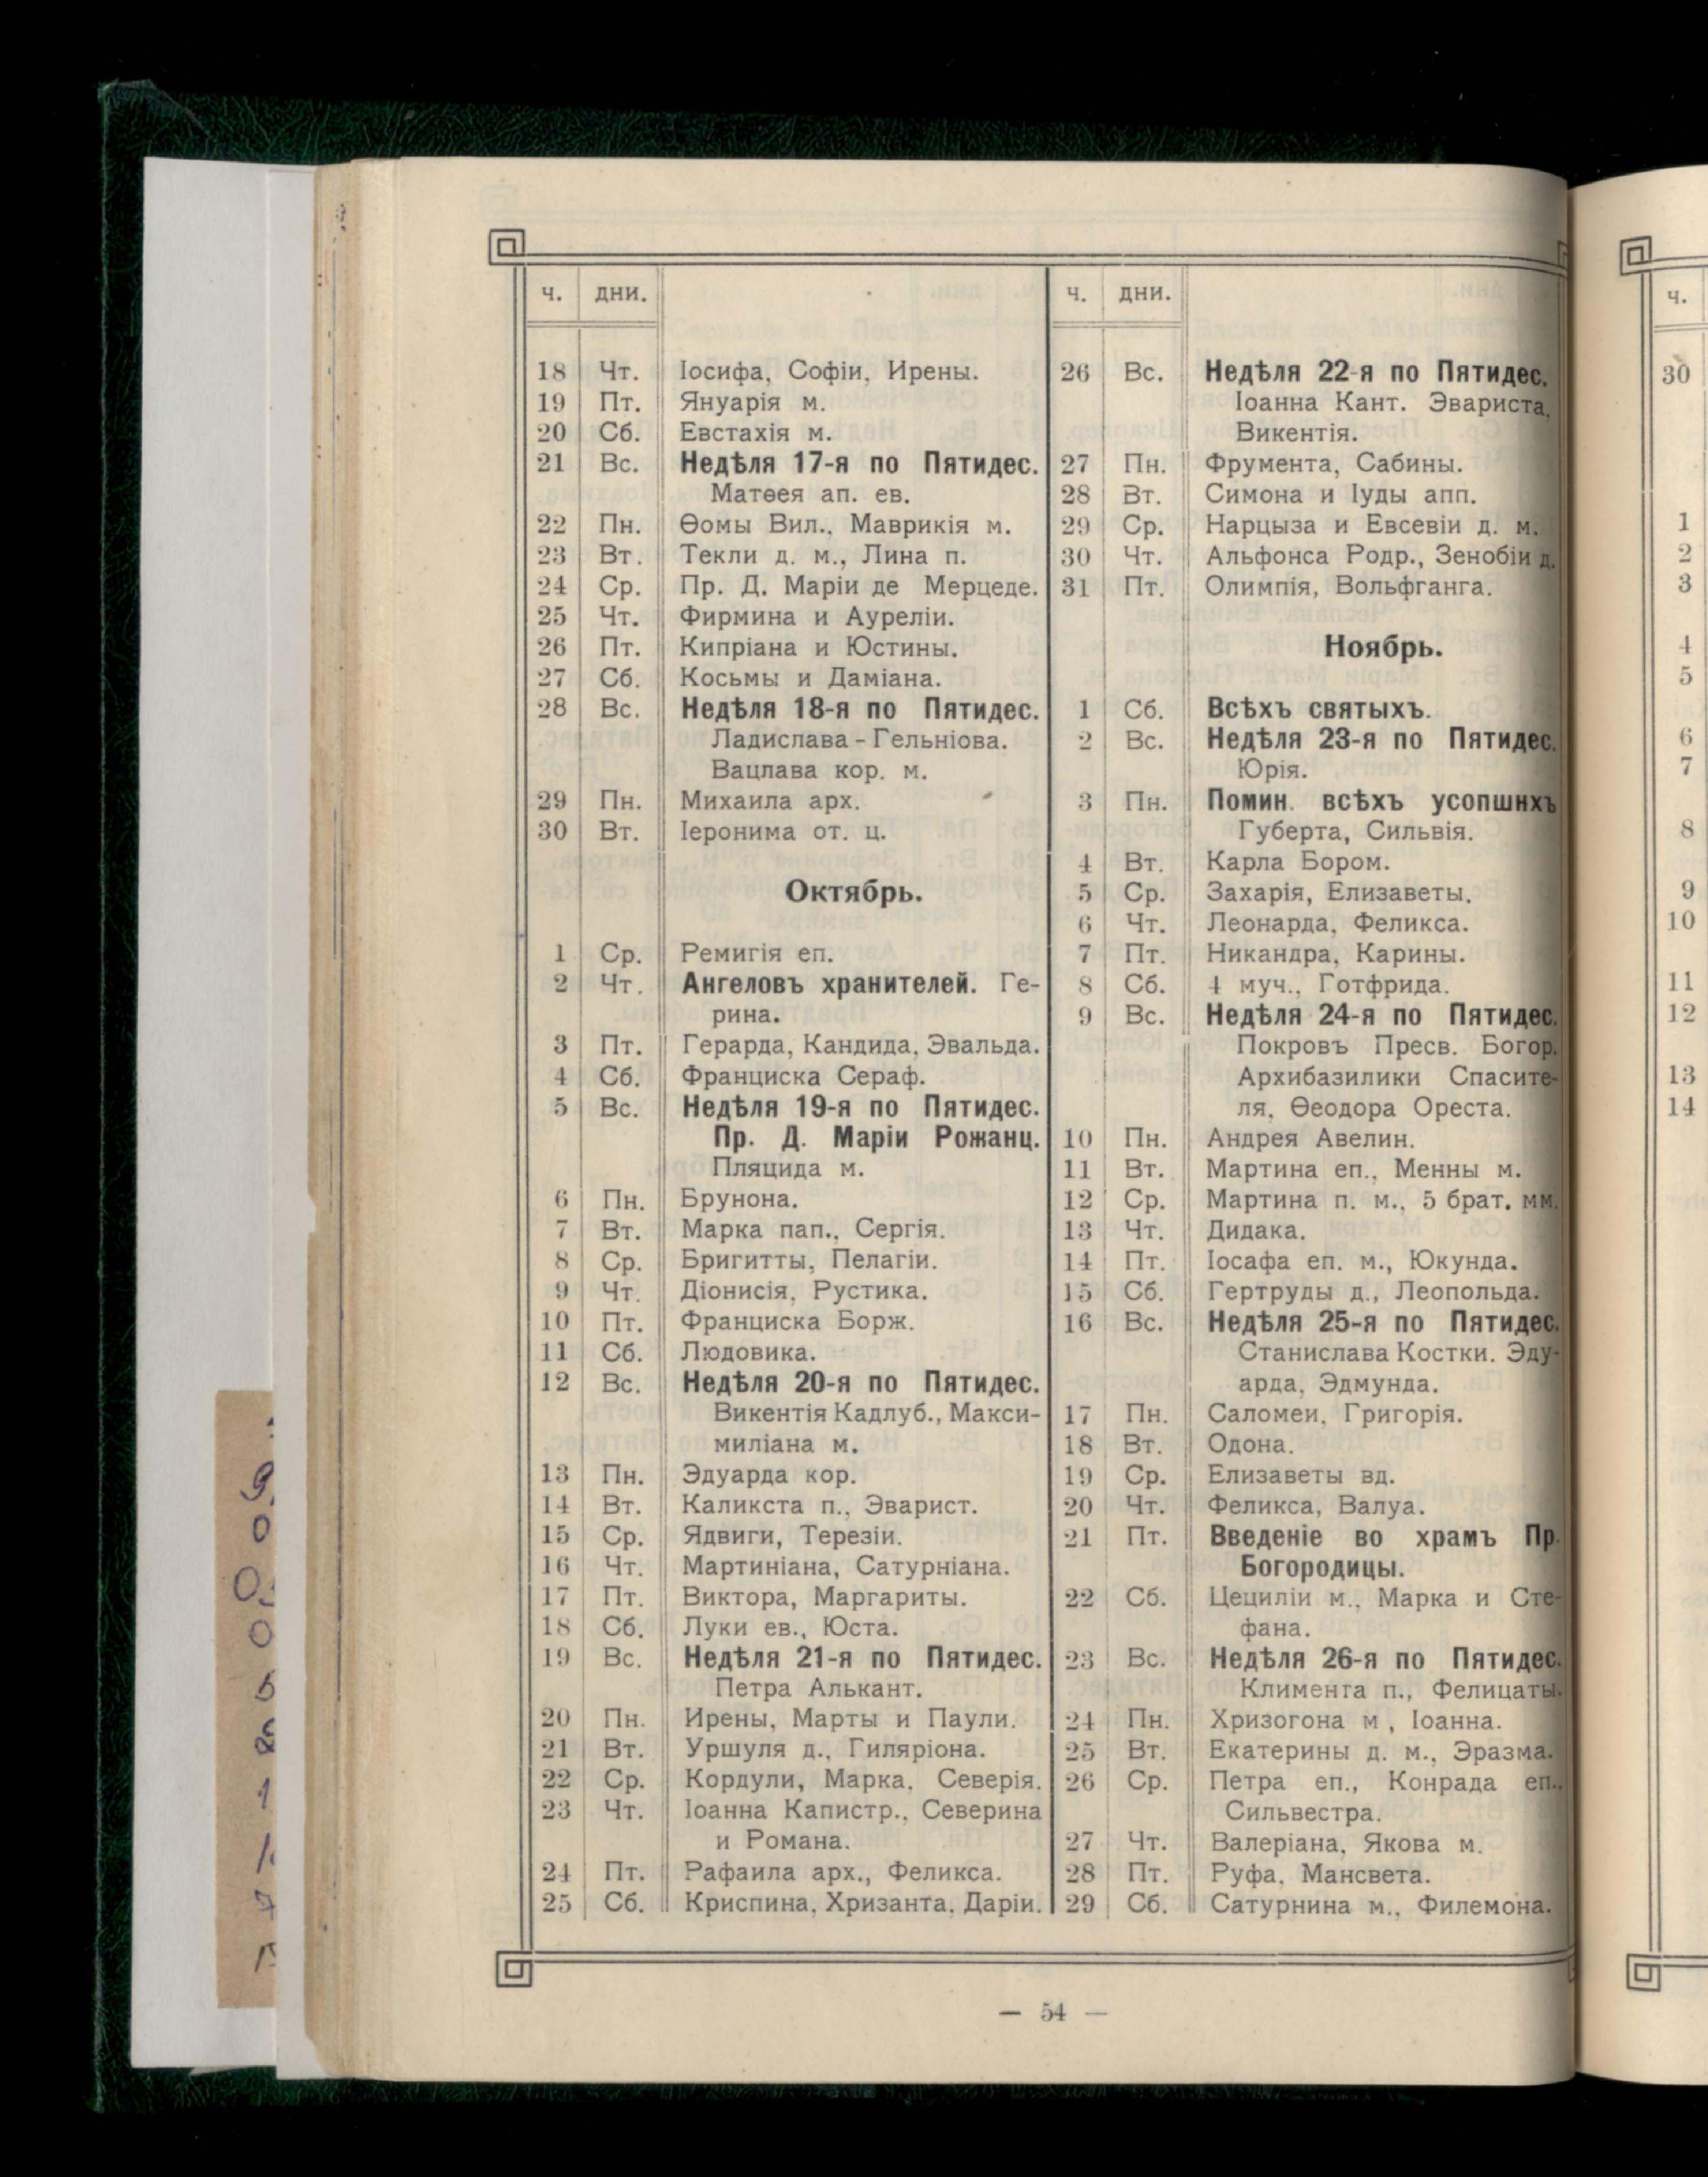 ч. дни.
18 Чт. Іосифа, Софіи, Ирены.
19 Пт. Януарія м.
20 Сб. Евстахія м.
21 Вс. Недѣля 17-я по Пятидес.
Матѳея ап. ев.
22 Пн. Ѳомы Вил., Маврикія м.
23 Вт. Текли д. м., Лина п.
24 Ср. Пр. Д. Маріи де Мерцеде.
25 Чт. Фирмина и Ауреліи.
26 Пт. Кипріана и Юстины.
27 Сб. Косьмы и Даміана.
28 Вс. Недѣля 18-я по Пятидес.
Ладислава-Гельніова.
Вацлава кор. м.
29 Пн. Михаила арх.
30 Вт. Іеронима от. ц.
Октябрь.
1 Ср. Ремигія еп.
2 Чт. Ангеловъ хранителей. Ге-
рина.
3 Пт. Герарда, Кандида, Эвальда.
4 Сб. Франциска Сераф.
5 Вс. Недѣля 19-я по Пятидес.
Пр. Д. Маріи Рожанц.
Пляцида м.
6 Пн. Брунона.
7 Вт. Марка пап., Сергія.
8 Ср. Бригитты, Пелагіи.
9 Чт. Діонисія, Рустика.
10 Пт. Франциска Борж.
11 Сб. Людовика.
12 Вс. Недѣля 20-я по Пятидес.
Викентія Кадлуб., Макси-
миліана м.
13 Пн. Эдуарда кор.
14 Вт. Каликста п., Эварист.
15 Ср. Ядвиги, Терезіи.
16 Чт. Мартиніана, Сатурніана.
17 Пт. Виктора, Маргариты.
18 Сб. Луки ев., Юста.
19 Вс. Недѣля 21-я по Пятидес.
Петра Алькант.
20 Пн. Ирены, Марты и Паули.
21 Вт. Уршуля д., Гиляріона.
22 Ср. Кордули, Марка, Северія.
23 Чт. Іоанна Капистр., Северина
и Романа.
24 Пт. Рафаила арх., Феликса.
25 Сб. Криспина, Хризанта, Даріи.
ч. дни.
26 Вс. Недѣля 22-я по Пятидес.
Іоанна Кант. Эвариста,
Викентія.
27 Пн. Фрумента, Сабины.
28 Вт. Симона и Іуды апп.
29 Ср. Нарцыза и Евсевіи д. м.
30 Чт. Альфонса Родр., Зенобіи д.
31 Пт. Олимпія, Вольфганга.
Ноябрь.
1 Сб. Всѣхъ святыхъ.
2 Вс. Недѣля 23-я по Пятидес.
Юрія.
3 Пн. Помин. всѣхъ усопшихъ
Губерта, Сильвія.
4 Вт. Карла Бором.
5 Ср. Захарія, Елизаветы.
6 Чт. Леонарда, Феликса.
7 Пт. Никандра, Карины.
8 Сб. 4 муч., Готфрида.
9 Вс. Недѣля 24-я по Пятидес.
Покровъ Пресв. Богор.
Архибазилики Спасите-
ля, Ѳеодора Ореста.
10 Пн. Андрея Авелин.
11 Вт. Мартина еп., Менны м.
12 Ср. Мартина п. м., 5 брат. мм.
13 Чт. Дидака.
14 Пт. Іосафа еп. м., Юкунда.
15 Сб. Гертруды д., Леопольда.
16 Вс. Недѣля 25-я по Пятидес.
Станислава Костки. Эду-
арда, Эдмунда.
17 Пн. Саломеи, Григорія.
18 Вт. Одона.
19 Ср. Елизаветы вд.
20 Чт. Феликса, Валуа.
21 Пт. Введеніе во храмъ Пр.
Богородицы.
22 Сб. Цециліи м., Марка и Сте-
фана.
23 Вс. Недѣля 26-я по Пятидес.
Климента п., Фелицаты.
24 Пн. Хризогона м, Іоанна.
25 Вт. Екатерины д. м., Эразма.
26 Ср. Петра еп., Конрада еп.,
Сильвестра.
27 Чт. Валеріана, Якова м.
28 Пт. Руфа, Мансвета.
29 Сб. Сатурнина м., Филемона.
— 54 —
ч.
30
1
2
3
4
5
6
7
8
9
10
11
12
13
14